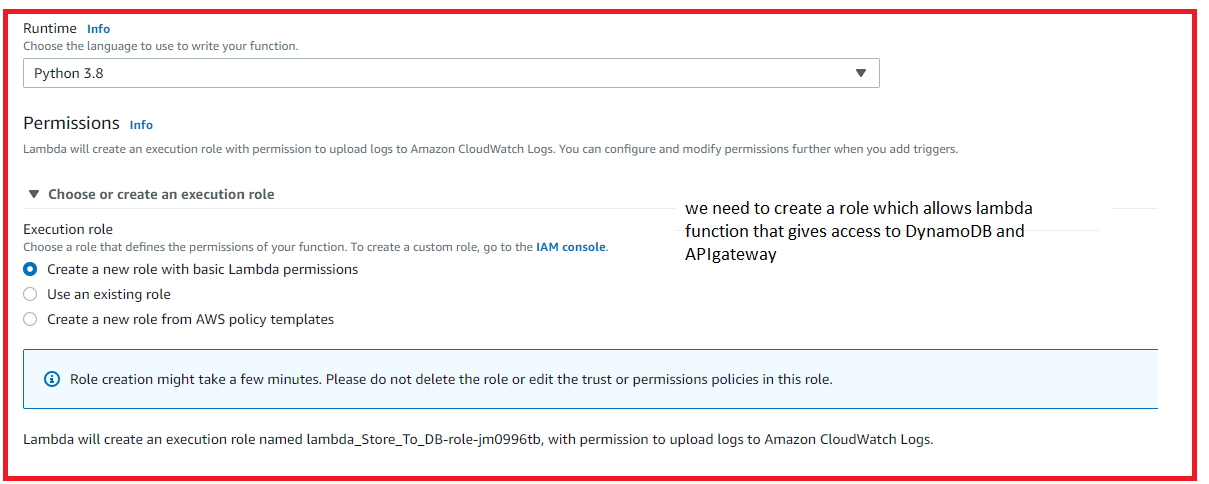 Runtime Info
Choose the language to use to write your function.
Python 3.8
Permissions Info
Lambda will create an execution role with permission to upload logs to Amazon CloudWatch Logs. You can configure and modify permissions further when you add triggers.
Choose or create an execution role
we need to create a role which allows lambda
function that gives access to DynamoDB and
APIgateway
Execution role
Choose a role that defines the permissions of your function. To create a custom role, go to the IAM console.
Create a new role with basic Lambda permissions
Use an existing role
Create a new role from AWS policy templates
Role creation might take a few minutes. Please do not delete the role or edit the trust or permissions policies in this role.
Lambda will create an execution role named lambda_Store_To_DB-role-jm0996tb, with permission to upload logs to Amazon CloudWatch Logs.